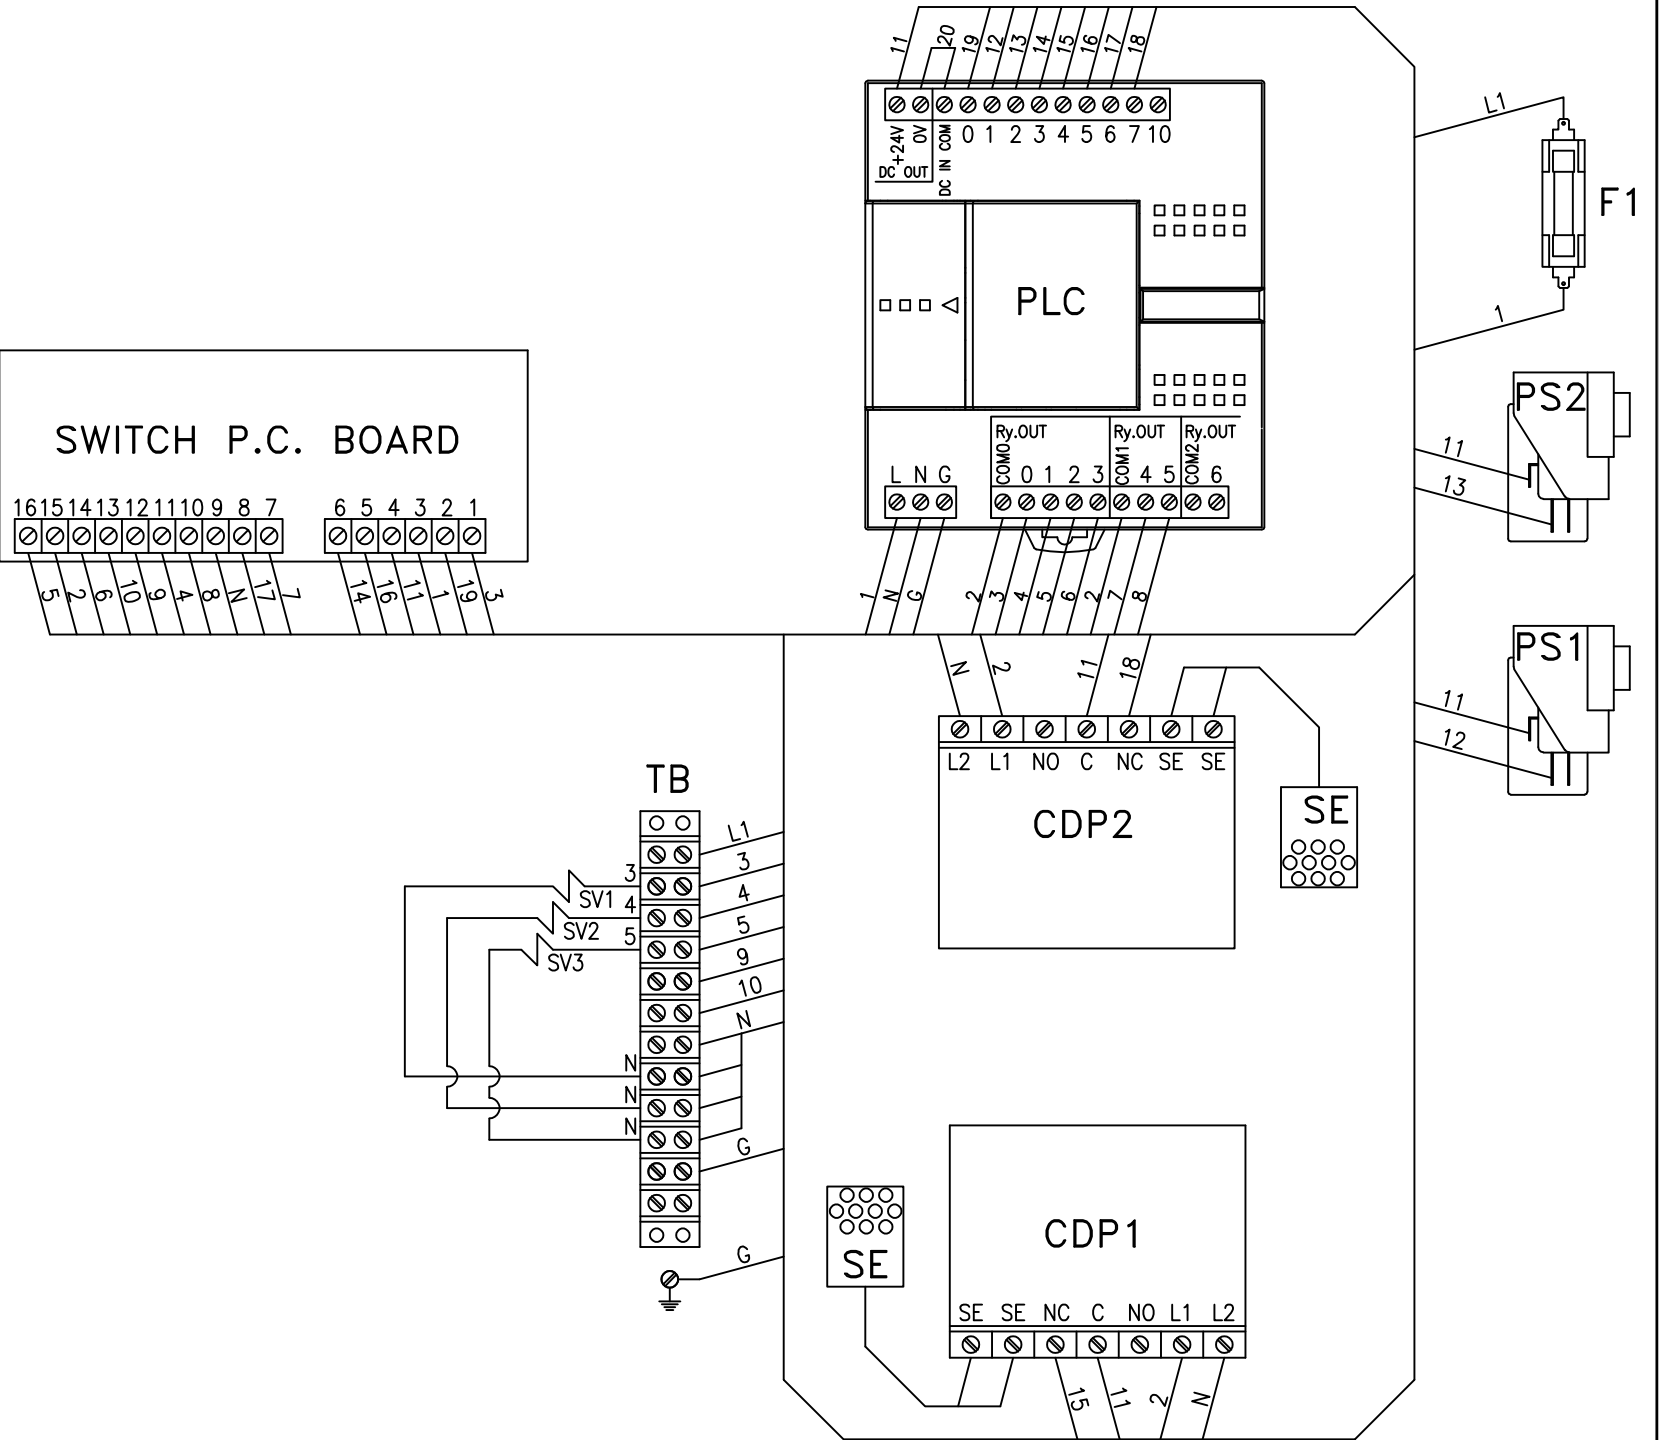 11 20 19 12 13 14 15 16 17 18
+24V 0V DC IN COM 0 1 2 3 4 5 6 7 10
DC OUT
PLC
Ry.OUT Ry.OUT Ry.OUT
L N G COM0 0 1 2 3 COM1 4 5 COM2 6
1 N G 2 3 4 5 6 2 7 8
L1
F1
1
PS2
11
13
PS1
11
12
SWITCH P.C. BOARD
16 15 14 13 12 11 10 9 8 7 6 5 4 3 2 1
5 2 6 10 9 4 8 N 17 7 14 16 11 1 19 3
N 2 11 18
L2 L1 NO C NC SE SE
CDP2
SE
TB
L1
3 3
SV1 4 4
SV2 5 5
SV3
9
10
N
N
N
N
G
G
SE
CDP1
SE SE NC C NO L1 L2
15 11 2 N